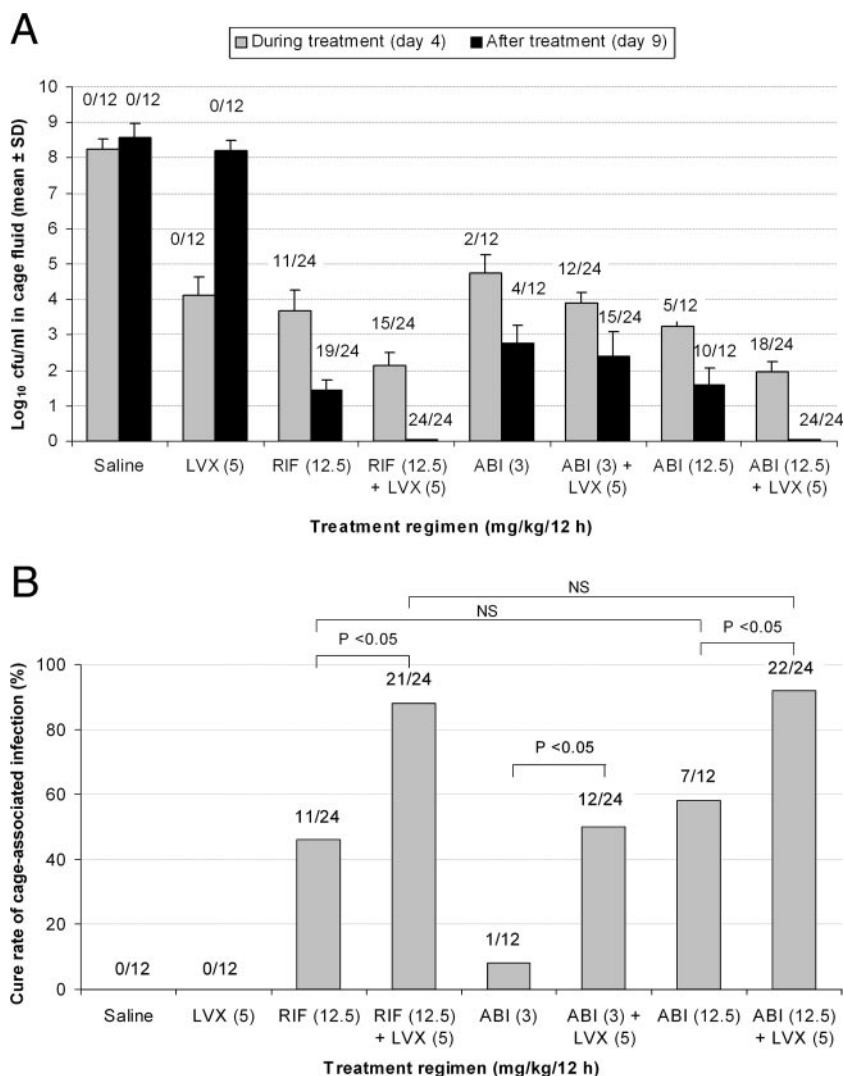 A
During treatment (day 4) After treatment (day 9)
Log10 cfu/ml in cage fluid (mean ± SD)
10
9
8
7
6
5
4
3
2
1
0
0/12 0/12
0/12 0/12
11/24 19/24
15/24 24/24
2/12 4/12
12/24 15/24
5/12 10/12
18/24 24/24
Saline LVX (5) RIF (12.5) RIF (12.5) ABI (3) ABI (3) + ABI (12.5) ABI (12.5)
+ LVX (5) LVX (5) + LVX (5)
Treatment regimen (mg/kg/12 h)
B
NS
NS
P <0.05 P <0.05
P <0.05
Cure rate of cage-associated infection (%)
100
80
60
40
20
0
0/12 0/12 11/24 21/24 1/12 12/24 7/12 22/24
Saline LVX (5) RIF (12.5) RIF (12.5) ABI (3) ABI (3) + ABI (12.5) ABI (12.5)
+ LVX (5) LVX (5) + LVX (5)
Treatment regimen (mg/kg/12 h)